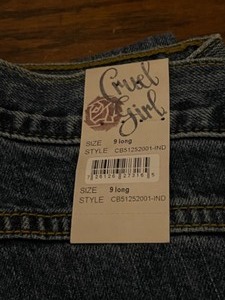 Cruel
Girl
SIZE 9 long
STYLE CB51252001-IND
SIZE 9 long
STYLE CB51252001-IND